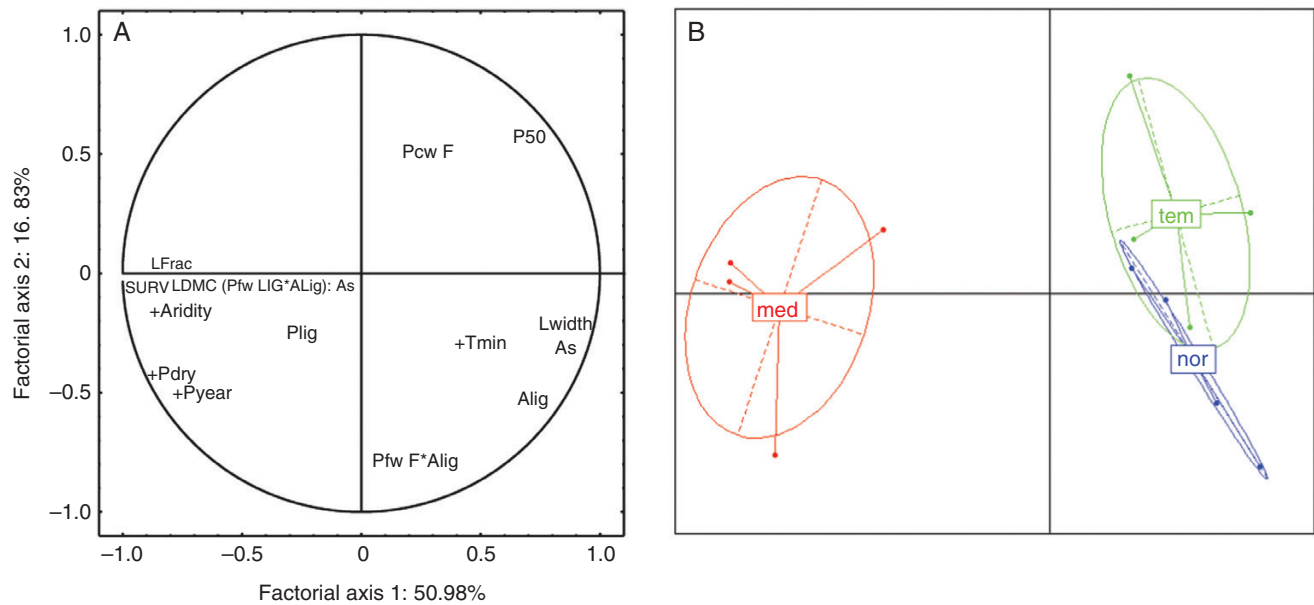 A
1.0
0.5
0
−0.5
−1.0
Factorial axis 2: 16. 83%
P50
Pcw F
LFrac
SURV LDMC (Pfw LIG*ALig): As
+Aridity
Plig
+Tmin
Lwidth
As
+Pdry
+Pyear
Alig
Pfw F*Alig
−1.0 −0.5 0 0.5 1.0
Factorial axis 1: 50.98%
B
tem
med
nor